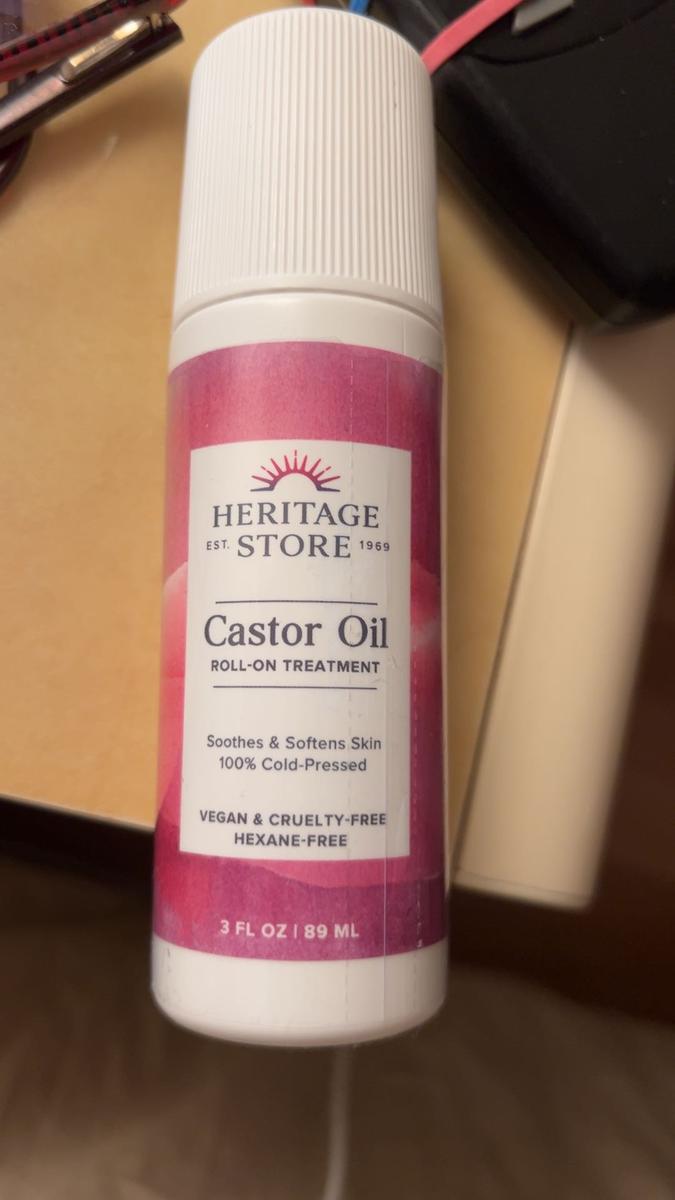 HERITAGE
EST. STORE 1969
Castor Oil
ROLL-ON TREATMENT
Soothes & Softens Skin
100% Cold-Pressed
VEGAN & CRUELTY-FREE
HEXANE-FREE
3 FL OZ | 89 ML